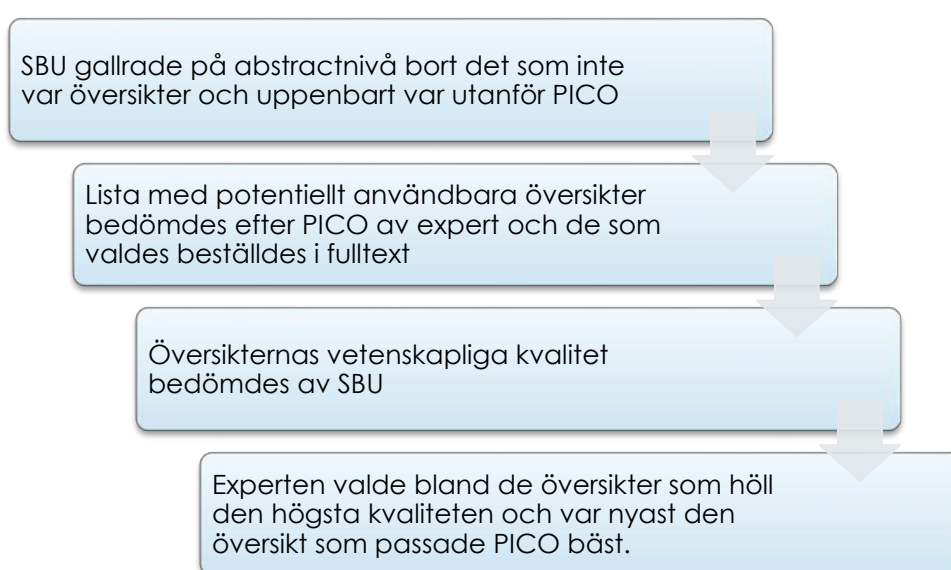 SBU gallrade på abstractnivå bort det som inte
var översikter och uppenbart var utanför PICO
Lista med potentiellt användbara översikter
bedömdes efter PICO av expert och de som
valdes beställdes i fulltext
Översikternas vetenskapliga kvalitet
bedömdes av SBU
Experten valde bland de översikter som höll
den högsta kvaliteten och var nyast den
översikt som passade PICO bäst.